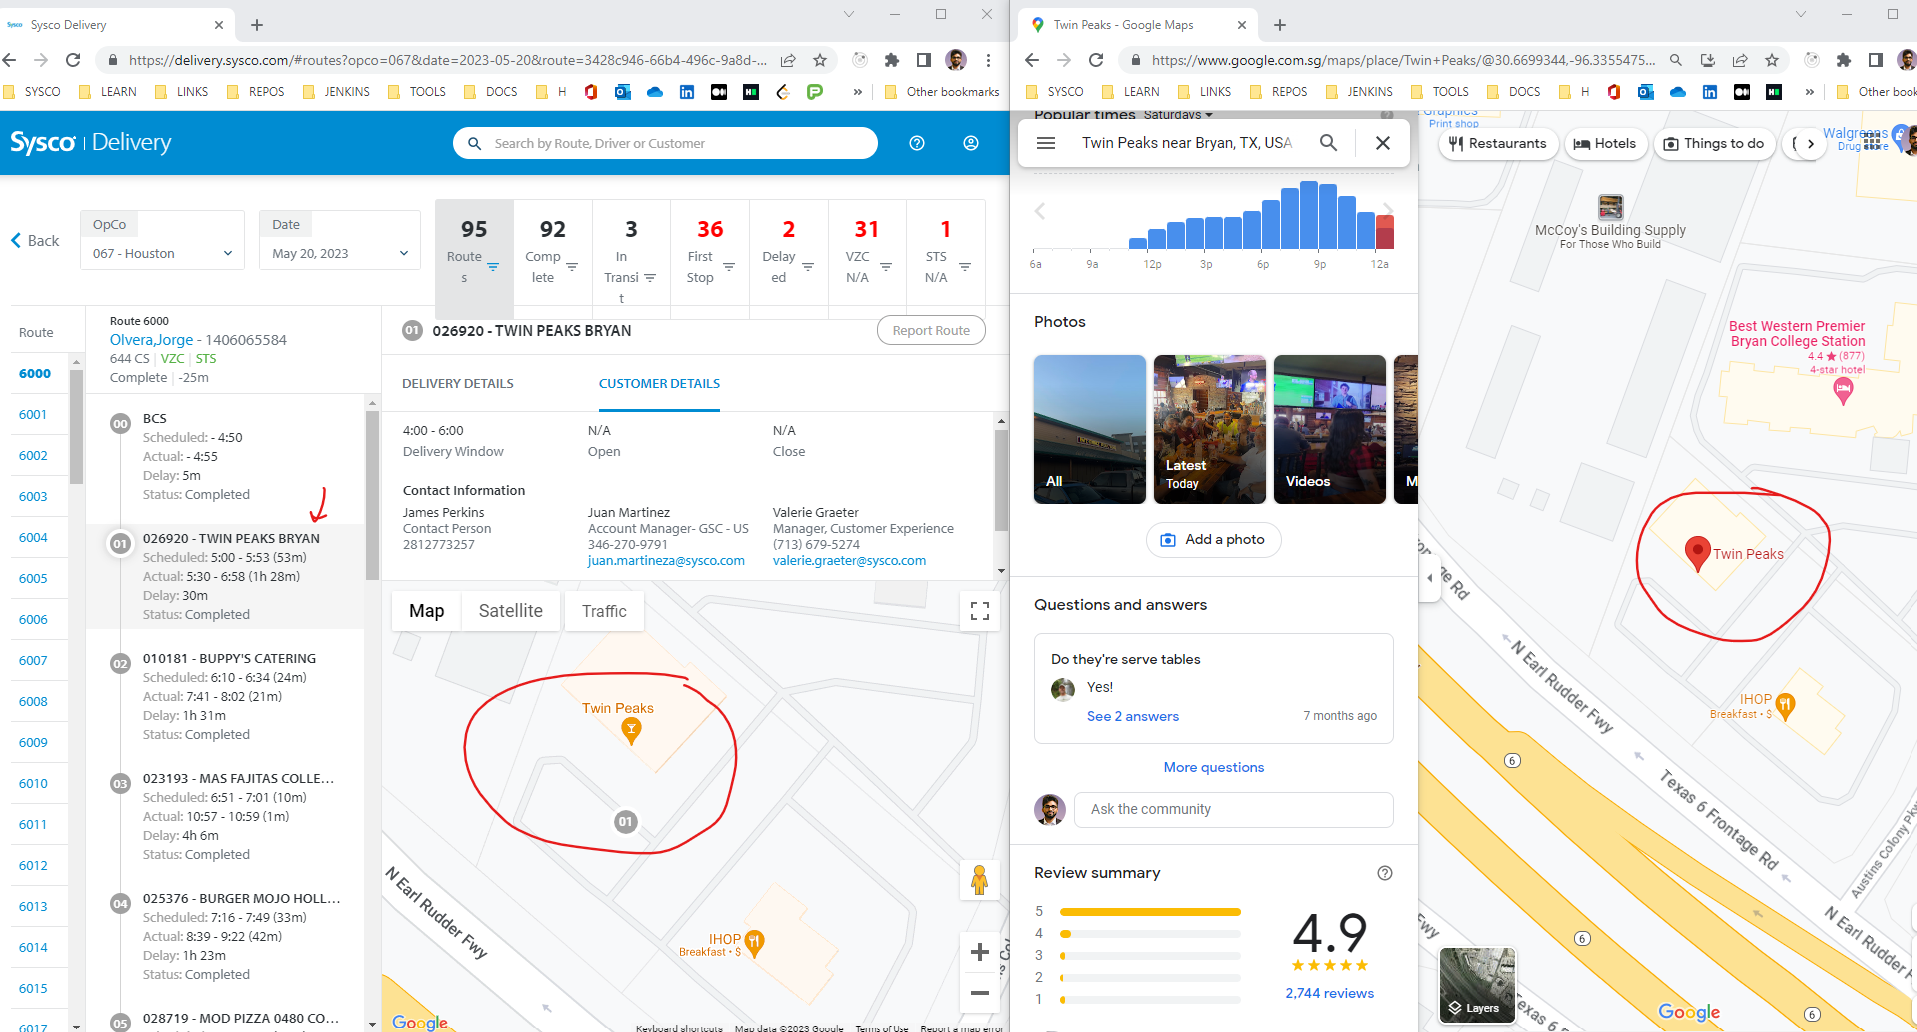 Sysco Delivery
https://delivery.sysco.com/#routes?opco=067&date=2023-05-20&route=3428c946-66b4-496c-9a8d-...
SYSCO LEARN LINKS REPOS JENKINS TOOLS DOCS H » Other bookmarks
Sysco | Delivery
Search by Route, Driver or Customer
Back
OpCo
067 - Houston
Date
May 20, 2023
95
Route
s
92
Comp
lete
3
In
Transi
t
36
First
Stop
2
Delay
ed
31
VZC
N/A
1
STS
N/A
Route
6000
6001
6002
6003
6004
6005
6006
6007
6008
6009
6010
6011
6012
6013
6014
6015
6017
Route 6000
Olvera,Jorge - 1406065584
644 CS | VZC | STS
Complete | -25m
00
BCS
Scheduled: - 4:50
Actual: - 4:55
Delay: 5m
Status: Completed
01
026920 - TWIN PEAKS BRYAN
Scheduled: 5:00 - 5:53 (53m)
Actual: 5:30 - 6:58 (1h 28m)
Delay: 30m
Status: Completed
02
010181 - BUPPY'S CATERING
Scheduled: 6:10 - 6:34 (24m)
Actual: 7:41 - 8:02 (21m)
Delay: 1h 31m
Status: Completed
03
023193 - MAS FAJITAS COLLE...
Scheduled: 6:51 - 7:01 (10m)
Actual: 10:57 - 10:59 (1m)
Delay: 4h 6m
Status: Completed
04
025376 - BURGER MOJO HOLL...
Scheduled: 7:16 - 7:49 (33m)
Actual: 8:39 - 9:22 (42m)
Delay: 1h 23m
Status: Completed
05
028719 - MOD PIZZA 0480 CO...
01 026920 - TWIN PEAKS BRYAN
Report Route
DELIVERY DETAILS
CUSTOMER DETAILS
4:00 - 6:00
Delivery Window
N/A
Open
N/A
Close
Contact Information
James Perkins
Contact Person
2812773257
Juan Martinez
Account Manager- GSC - US
346-270-9791
juan.martineza@sysco.com
Valerie Graeter
Manager, Customer Experience
(713) 679-5274
valerie.graeter@sysco.com
Map
Satellite
Traffic
Twin Peaks
01
N Earl Rudder Fwy
IHOP
Breakfast • $
Google
Keyboard shortcuts Map data ©2023 Google Terms of Use Report a map error
Twin Peaks - Google Maps
https://www.google.com.sg/maps/place/Twin+Peaks/@30.6699344,-96.3355475...
SYSCO LEARN LINKS REPOS JENKINS TOOLS DOCS H » Other book
Popular times Saturdays
Twin Peaks near Bryan, TX, USA
6a 9a 12p 3p 6p 9p 12a
Photos
All
Latest
Today
Videos
M
Add a photo
Questions and answers
Do they're serve tables
Yes!
See 2 answers
7 months ago
More questions
Ask the community
Review summary
5
4
3
2
1
4.9
2,744 reviews
Graphics
Print shop
Restaurants
Hotels
Things to do
Walgreens
Drug store
McCoy's Building Supply
For Those Who Build
Best Western Premier
Bryan College Station
4.4 ★ (877)
4-star hotel
Twin Peaks
N Earl Rudder Fwy
IHOP
Breakfast • $
6
Texas 6 Frontage Rd
Austins Colony Pkwy
N Earl Rudder Fwy
6
6
Layers
Google